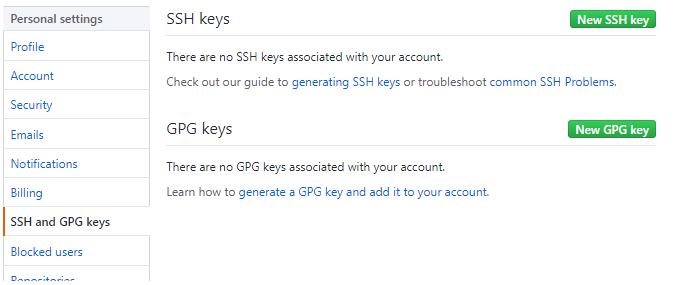 Personal settings
Profile
Account
Security
Emails
Notifications
Billing
SSH and GPG keys
Blocked users
Repositories
SSH keys
New SSH key
There are no SSH keys associated with your account.
Check out our guide to generating SSH keys or troubleshoot common SSH Problems.
GPG keys
New GPG key
There are no GPG keys associated with your account.
Learn how to generate a GPG key and add it to your account.